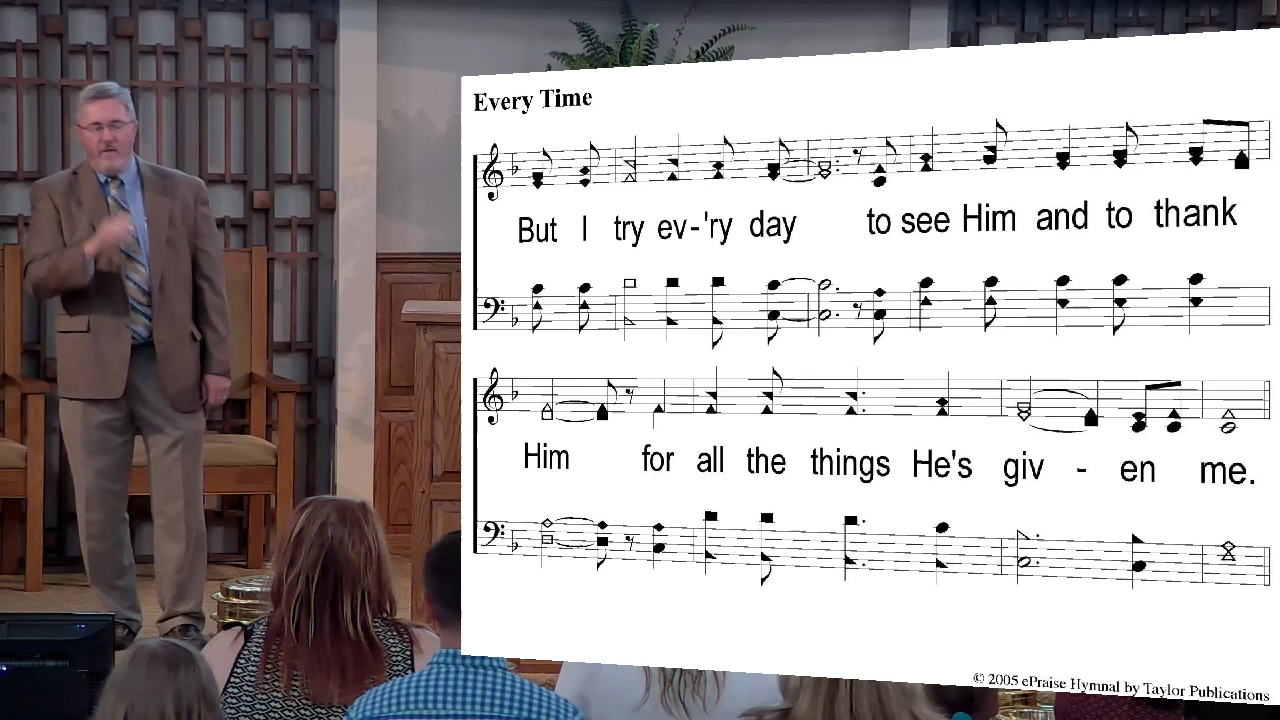 Every Time
But I try ev-'ry day to see Him and to thank
Him for all the things He's giv - en me.
© 2005 ePraise Hymnal by Taylor Publications